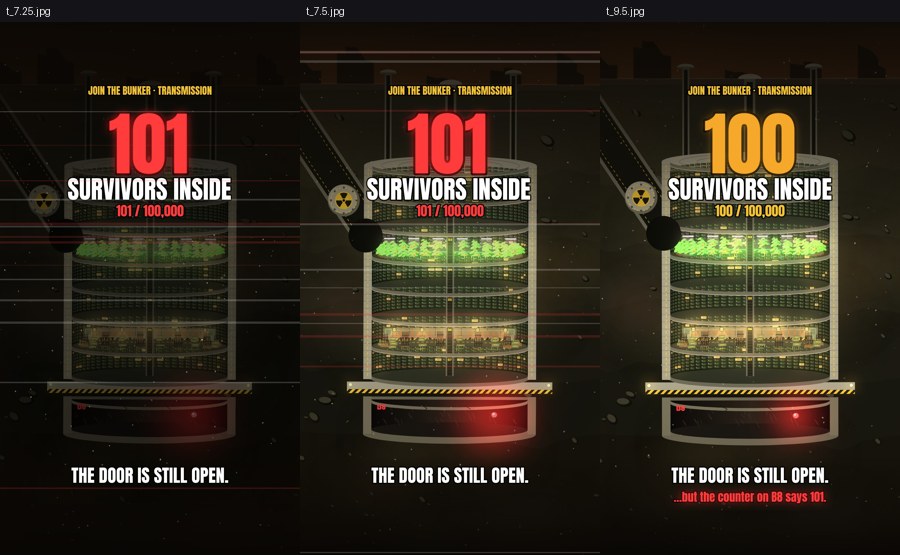 t_7.25.jpg
t_7.5.jpg
t_9.5.jpg
JOIN THE BUNKER · TRANSMISSION
101
SURVIVORS INSIDE
101 / 100,000
THE DOOR IS STILL OPEN.
JOIN THE BUNKER · TRANSMISSION
101
SURVIVORS INSIDE
101 / 100,000
B8
THE DOOR IS STILL OPEN.
JOIN THE BUNKER · TRANSMISSION
100
SURVIVORS INSIDE
100 / 100,000
B8
THE DOOR IS STILL OPEN.
...but the counter on B8 says 101.